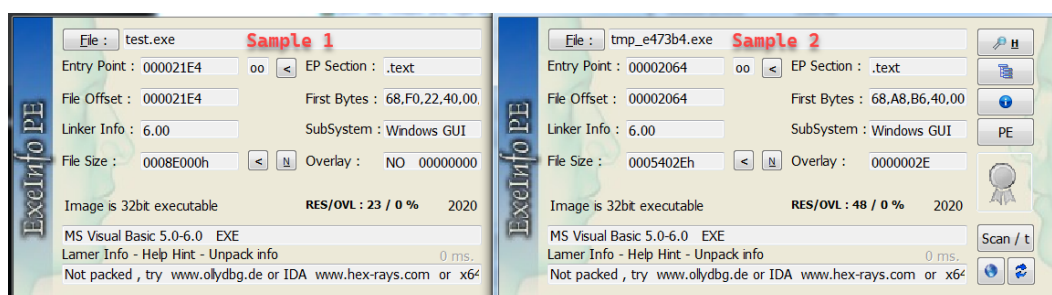 File : test.exe Sample 1
Entry Point : 000021E4 oo < EP Section : .text
File Offset : 000021E4 First Bytes : 68,F0,22,40,00,
Linker Info : 6.00 SubSystem : Windows GUI
File Size : 0008E000h < N Overlay : NO 00000000
Image is 32bit executable RES/OVL : 23 / 0 % 2020
MS Visual Basic 5.0-6.0 EXE
Lamer Info - Help Hint - Unpack info 0 ms.
Not packed , try www.ollydbg.de or IDA www.hex-rays.com or x64
ExeInfo PE
File : tmp_e473b4.exe Sample 2 H
Entry Point : 00002064 oo < EP Section : .text
File Offset : 00002064 First Bytes : 68,A8,B6,40,00
Linker Info : 6.00 SubSystem : Windows GUI PE
File Size : 0005402Eh < N Overlay : 0000002E
Image is 32bit executable RES/OVL : 48 / 0 % 2020
MS Visual Basic 5.0-6.0 EXE Scan / t
Lamer Info - Help Hint - Unpack info 0 ms.
Not packed , try www.ollydbg.de or IDA www.hex-rays.com or x64
ExeInfo PE